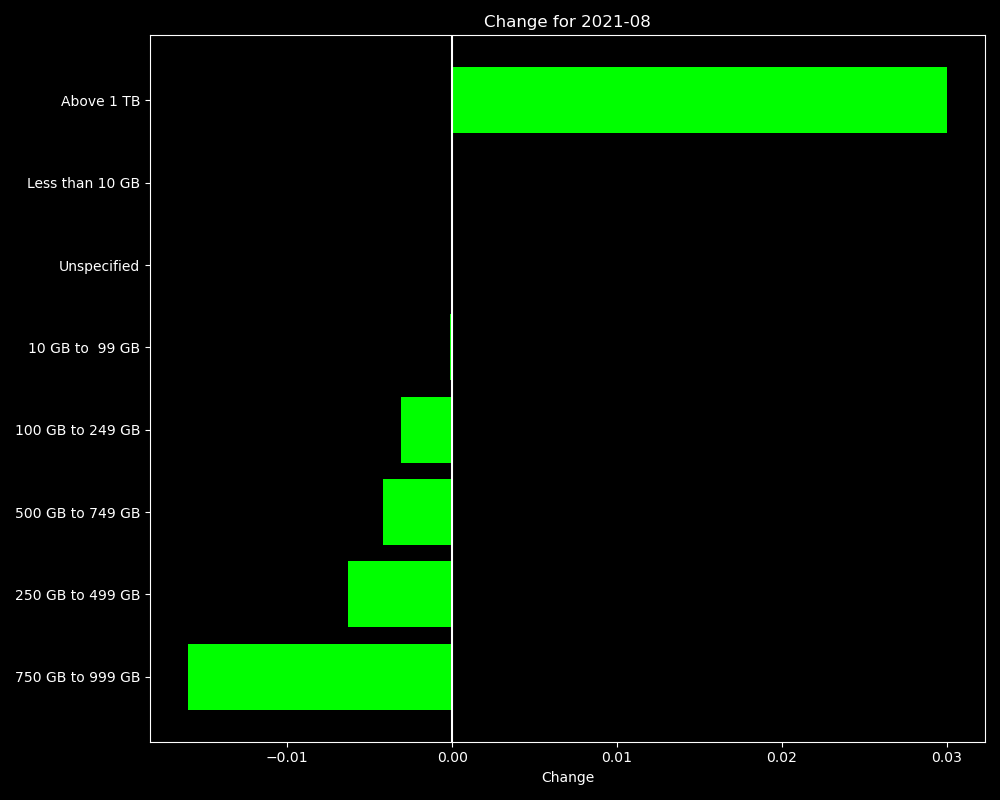 Change for 2021-08
Above 1 TB
Less than 10 GB
Unspecified
10 GB to  99 GB
100 GB to 249 GB
500 GB to 749 GB
250 GB to 499 GB
750 GB to 999 GB
−0.01 0.00 0.01 0.02 0.03
Change